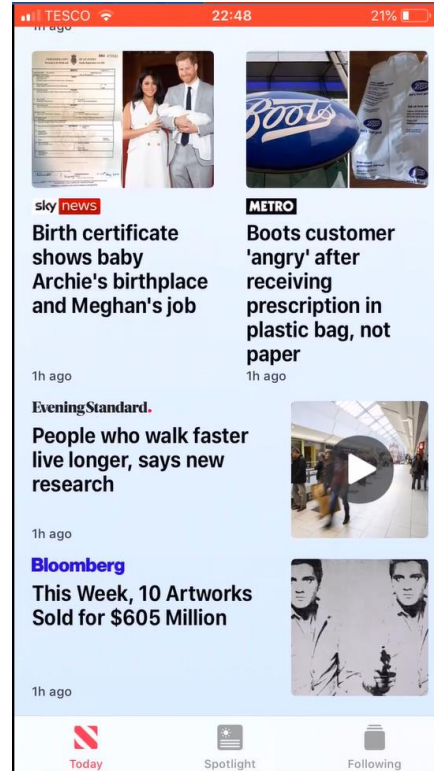 TESCO
22:48
21%
1h ago
sky news
Birth certificate
shows baby
Archie's birthplace
and Meghan's job
1h ago
Boots
METRO
Boots customer
'angry' after
receiving
prescription in
plastic bag, not
paper
1h ago
Evening Standard.
People who walk faster
live longer, says new
research
1h ago
Bloomberg
This Week, 10 Artworks
Sold for $605 Million
1h ago
Today
Spotlight
Following